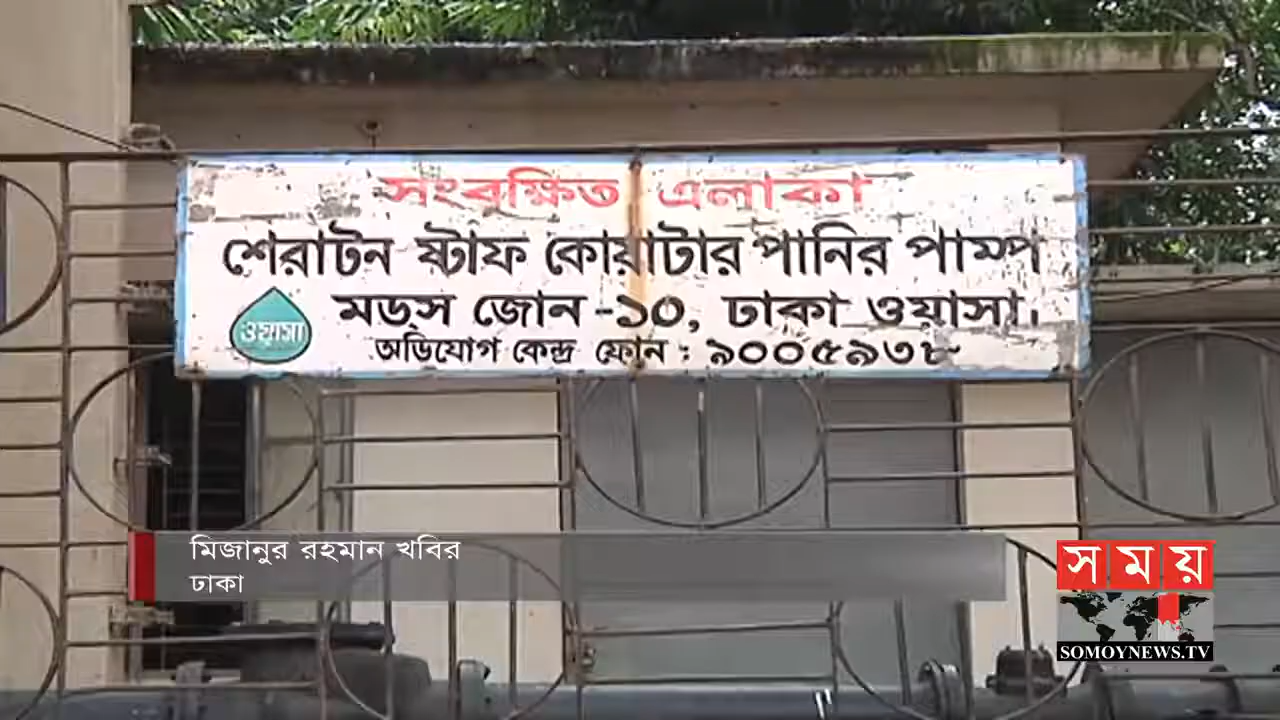 সংরক্ষিত এলাকা
শেরাটন ষ্টাফ কোয়াটার পানির পাম্প
মডস জোন -১০, ঢাকা ওয়াসা।
ওয়াসা
অভিযোগ কেন্দ্র ফোন : ৯০০৫৯৩৮
মিজানুর রহমান খবির
ঢাকা
সময়
SOMOYNEWS.TV